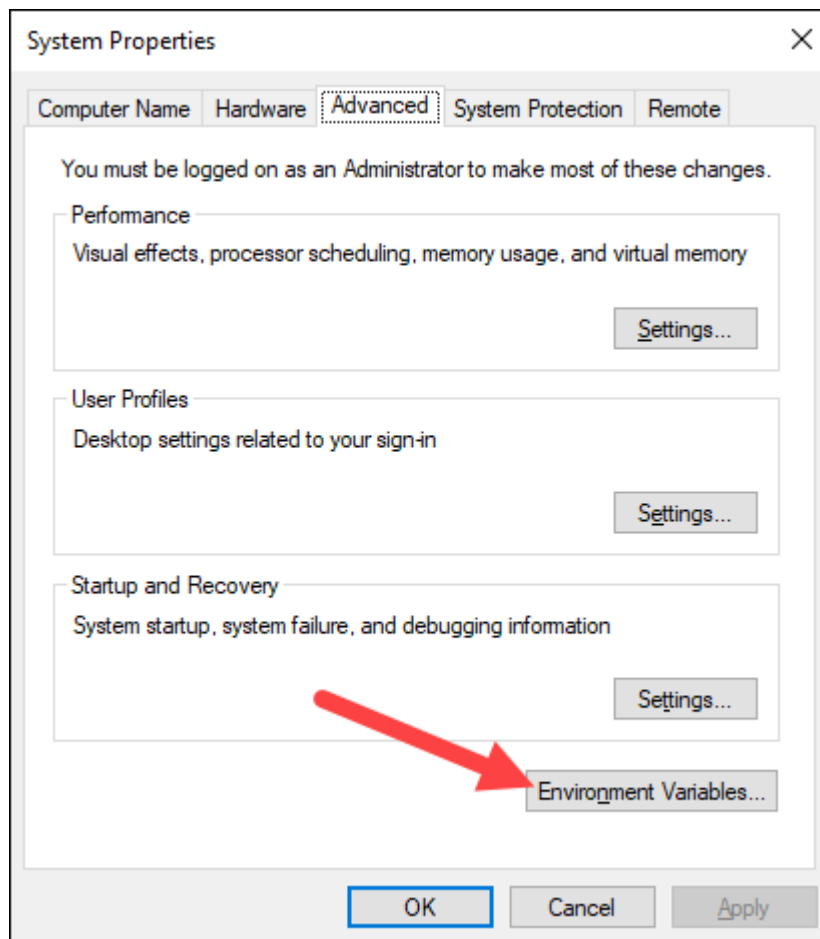 System Properties
Computer Name Hardware Advanced System Protection Remote
You must be logged on as an Administrator to make most of these changes.
Performance
Visual effects, processor scheduling, memory usage, and virtual memory
Settings...
User Profiles
Desktop settings related to your sign-in
Settings...
Startup and Recovery
System startup, system failure, and debugging information
Settings...
Environment Variables...
OK Cancel Apply